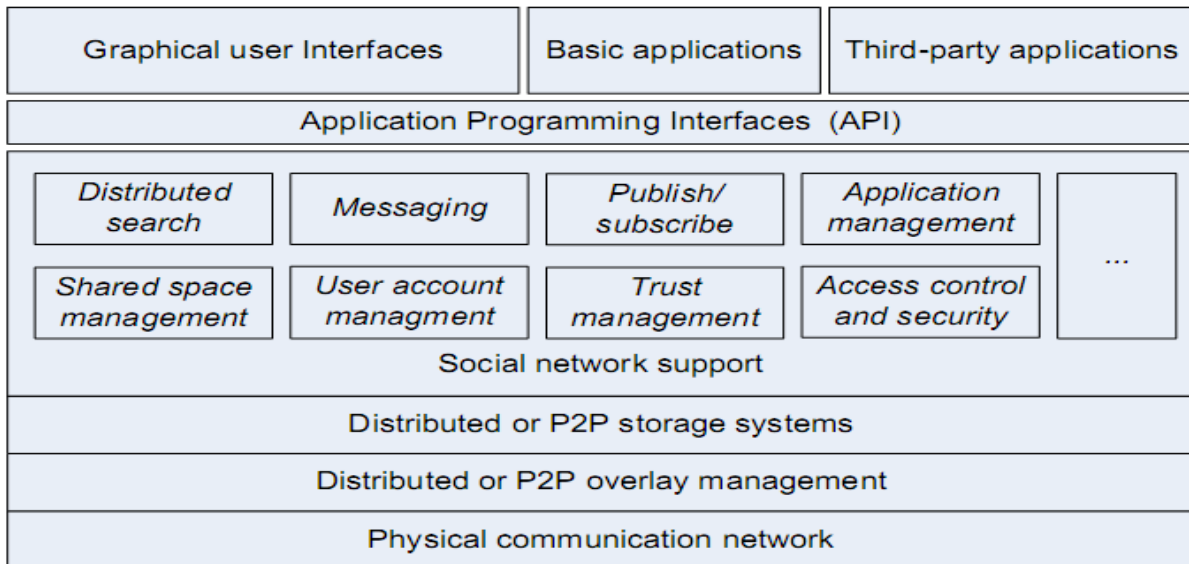 Graphical user Interfaces
Basic applications
Third-party applications
Application Programming Interfaces (API)
Distributed
search
Messaging
Publish/
subscribe
Application
management
...
Shared space
management
User account
managment
Trust
management
Access control
and security
Social network support
Distributed or P2P storage systems
Distributed or P2P overlay management
Physical communication network